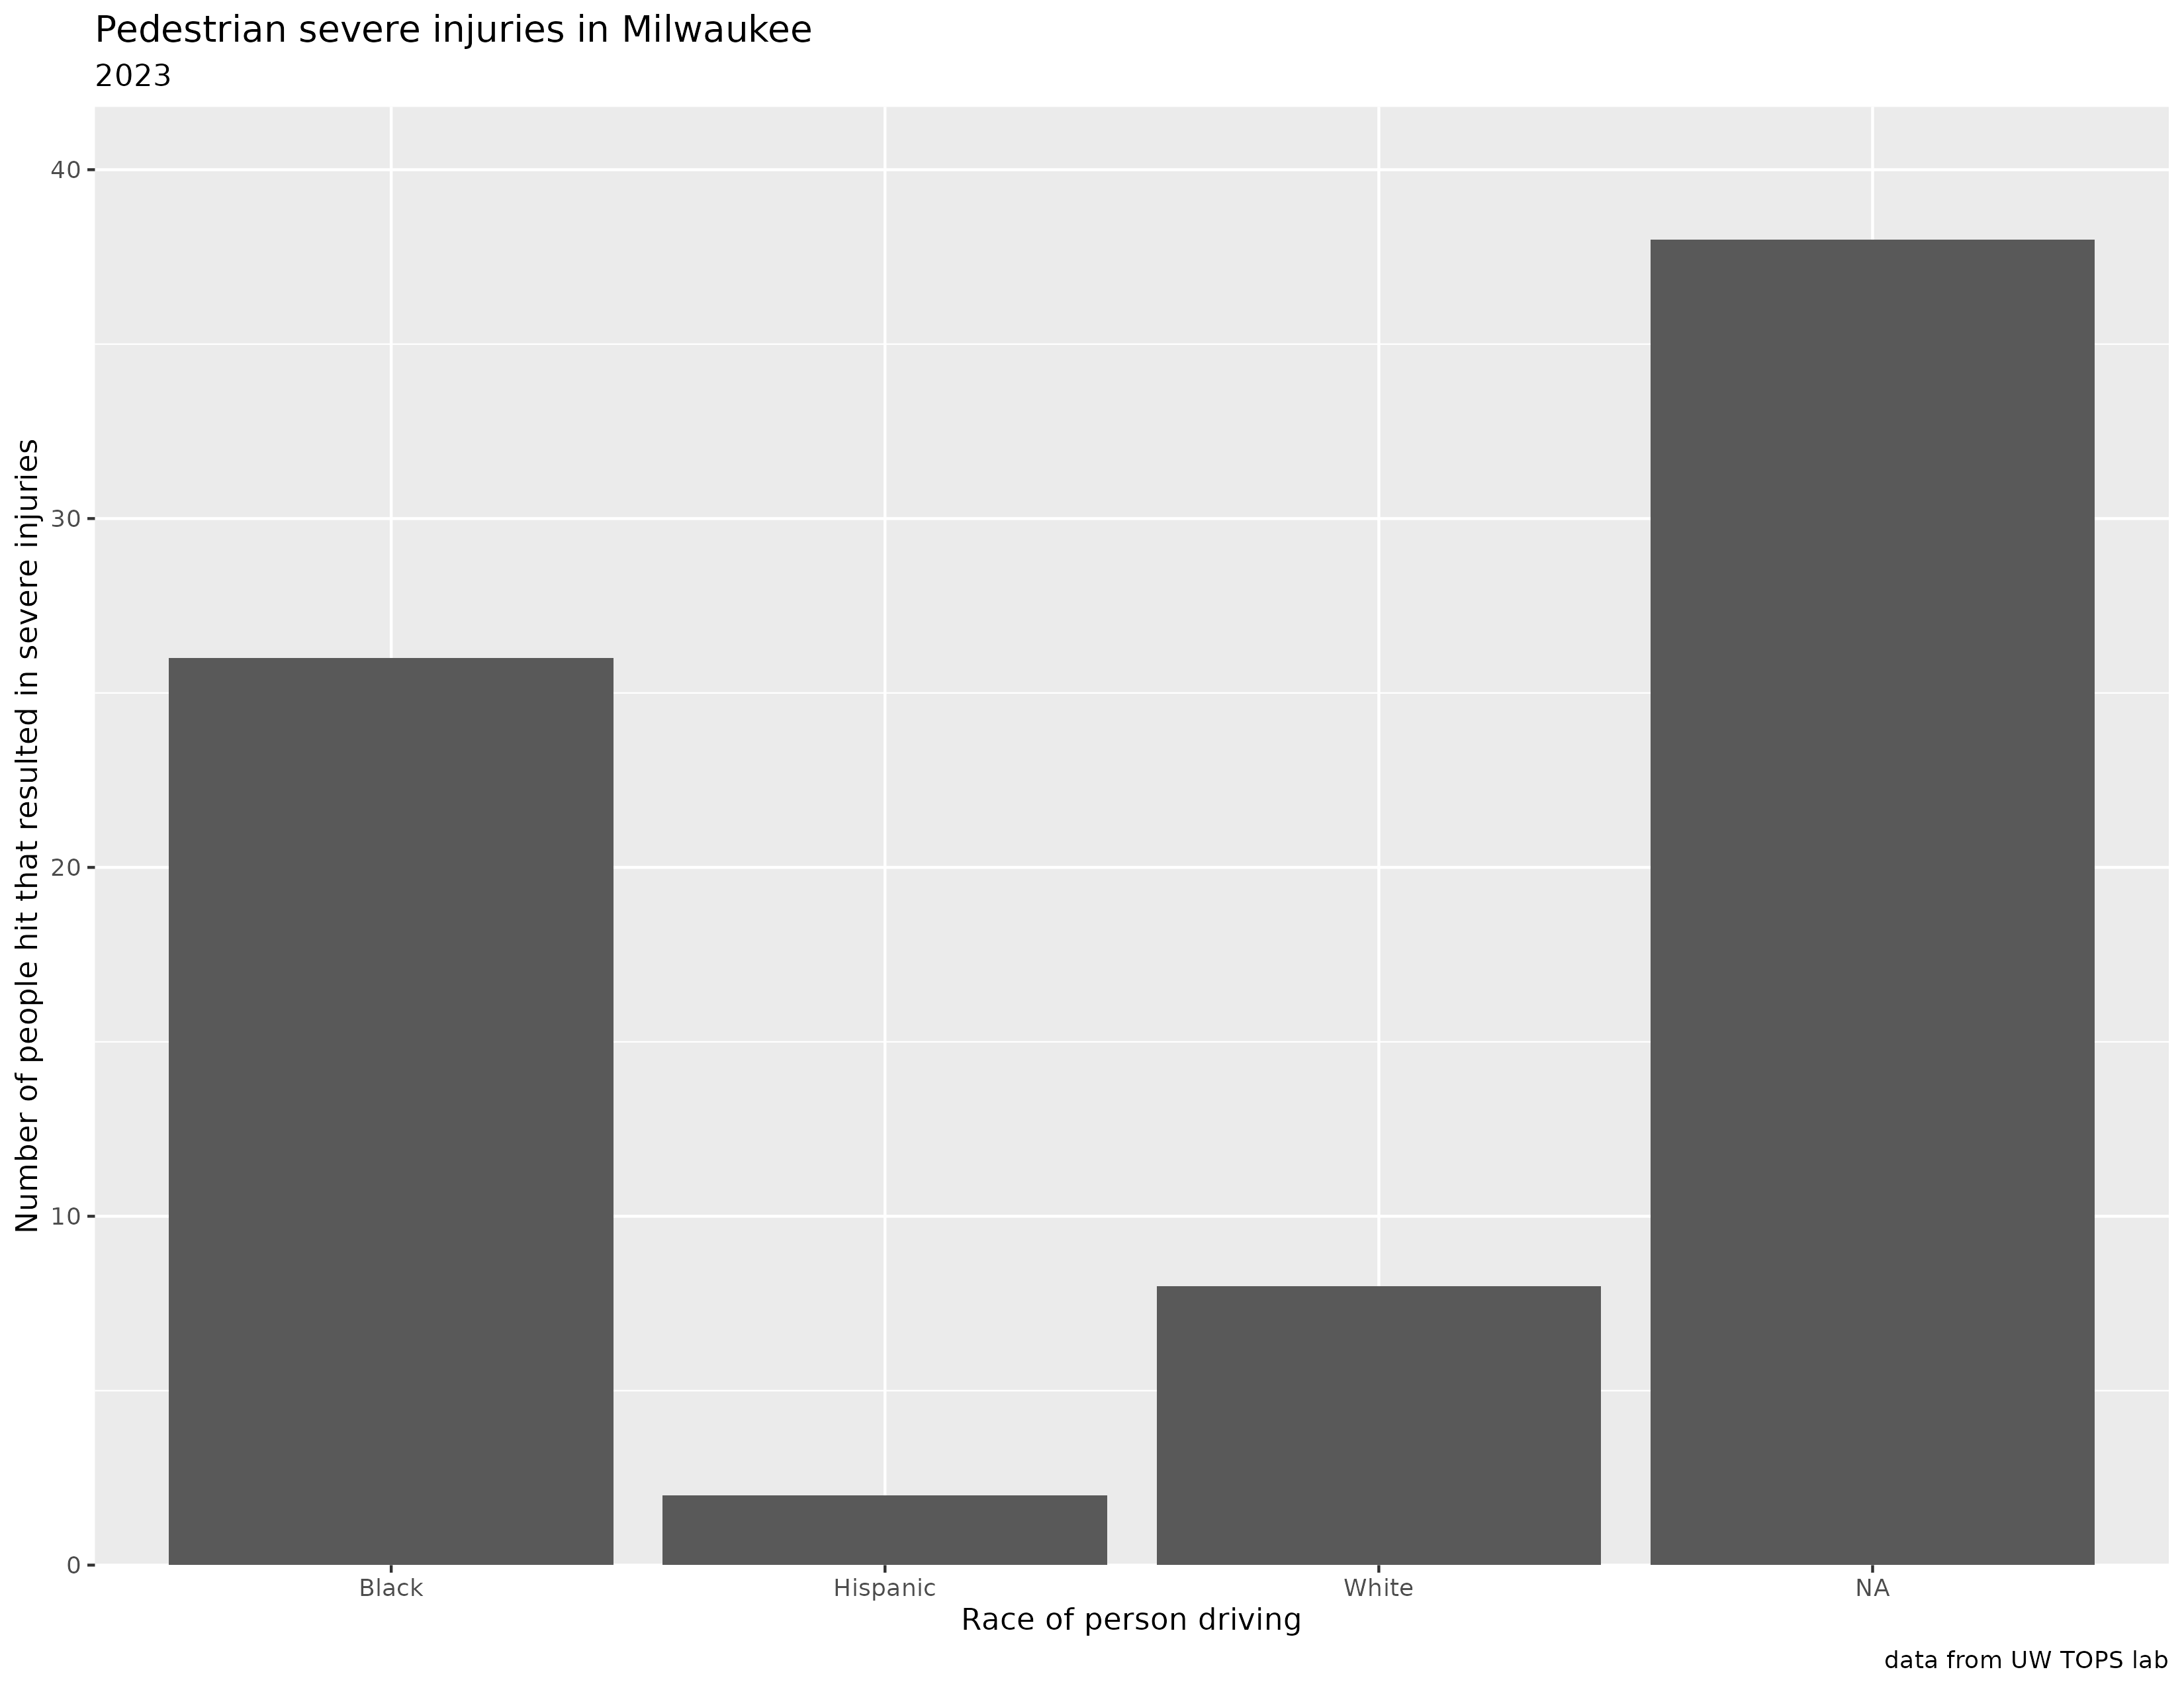 Pedestrian severe injuries in Milwaukee
2023
Number of people hit that resulted in severe injuries
40
30
20
10
0
Black
Hispanic
White
NA
Race of person driving
data from UW TOPS lab